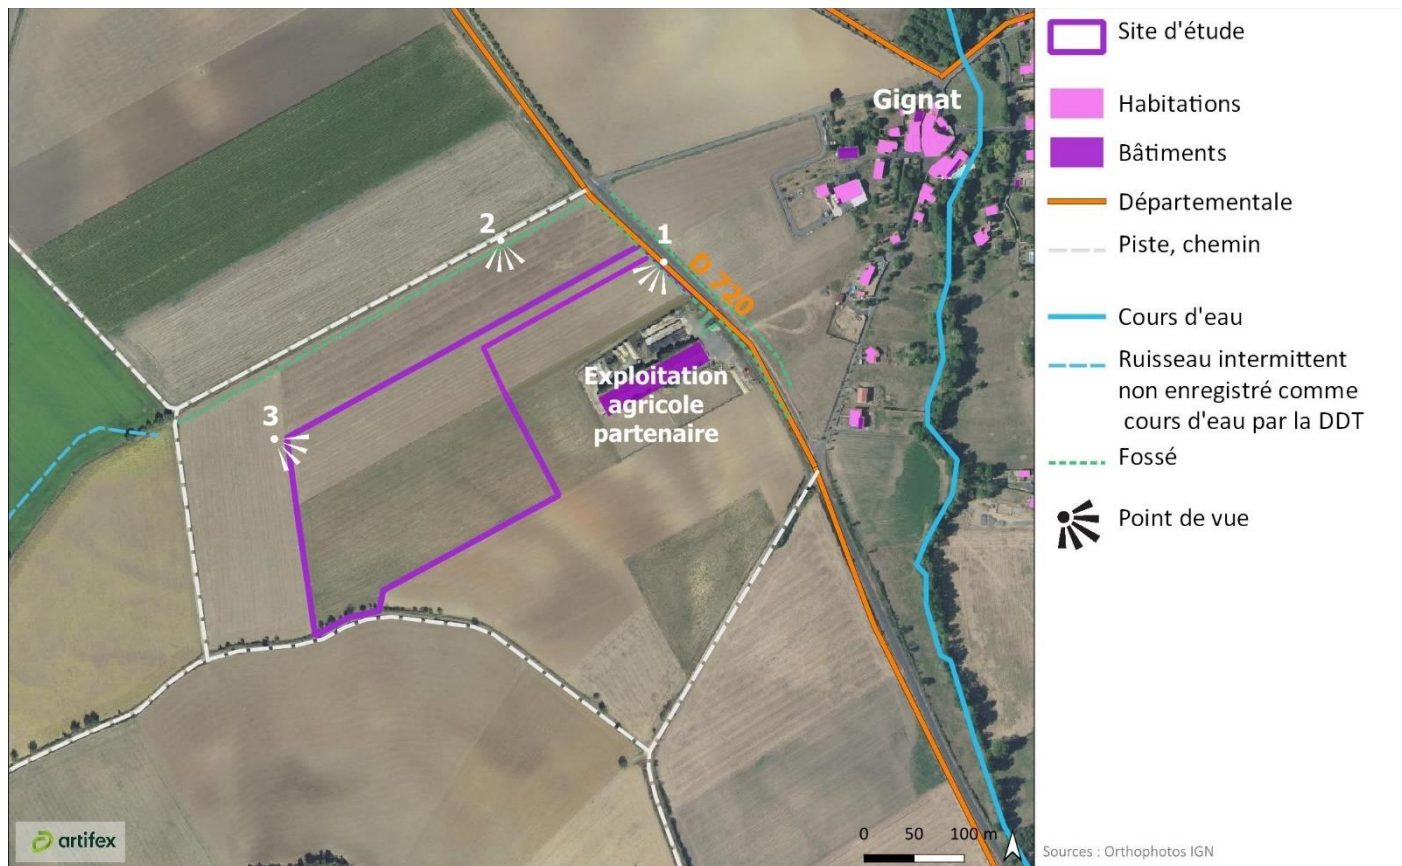 Gignat
2
1
D 720
Exploitation
agricole
partenaire
3
artifex
0 50 100 m
Site d'étude
Habitations
Bâtiments
Départementale
Piste, chemin
Cours d'eau
Ruisseau intermittent
non enregistré comme
cours d'eau par la DDT
Fossé
Point de vue
Sources : Orthophotos IGN